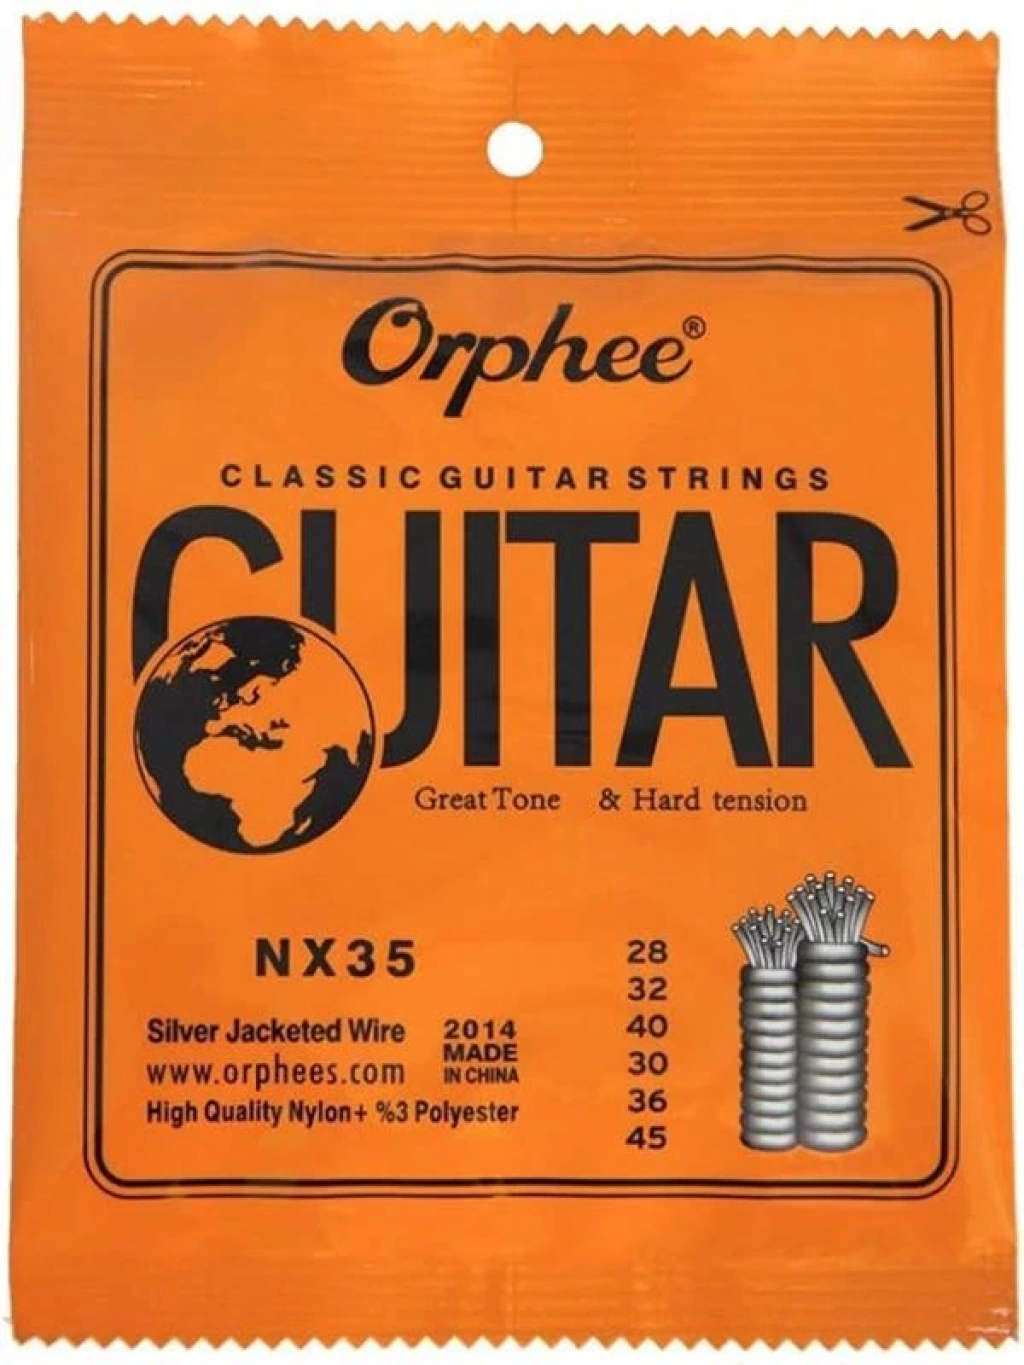 Orphee®
CLASSIC GUITAR STRINGS
GUITAR
Great Tone & Hard tension
NX35
Silver Jacketed Wire
www.orphees.com
High Quality Nylon+ %3 Polyester
2014
MADE
IN CHINA
28
32
40
30
36
45